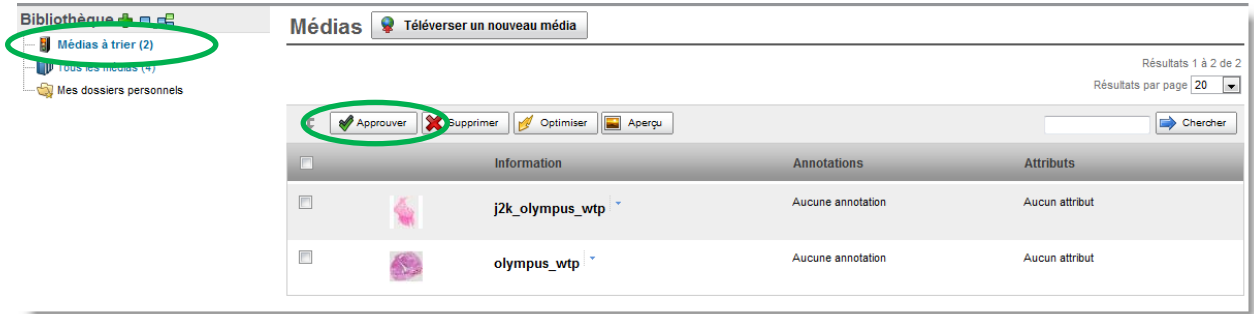 Bibliothèque
Médias à trier (2)
Tous les médias (4)
Mes dossiers personnels
Médias
Téléverser un nouveau média
Résultats 1 à 2 de 2
Résultats par page 20
Approuver Supprimer Optimiser Aperçu Chercher
Information Annotations Attributs
j2k_olympus_wtp Aucune annotation Aucun attribut
olympus_wtp Aucune annotation Aucun attribut